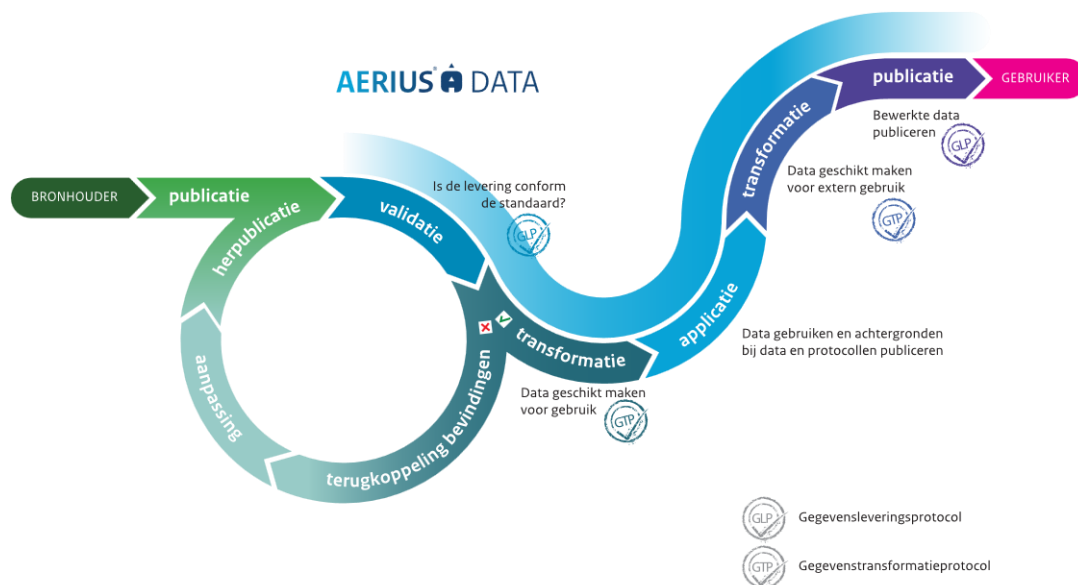 AERIUS® DATA
BRONHOUDER
publicatie
herpublicatie
validatie
Is de levering conform
de standaard?
GLP
terugkoppeling bevindingen
aanpassing
transformatie
Data geschikt maken
voor gebruik
GTP
applicatie
Data gebruiken en achtergronden
bij data en protocollen publiceren
transformatie
Data geschikt maken
voor extern gebruik
GTP
publicatie
Bewerkte data
publiceren
GLP
GEBRUIKER
GLP
Gegevensleveringsprotocol
GTP
Gegevenstransformatieprotocol